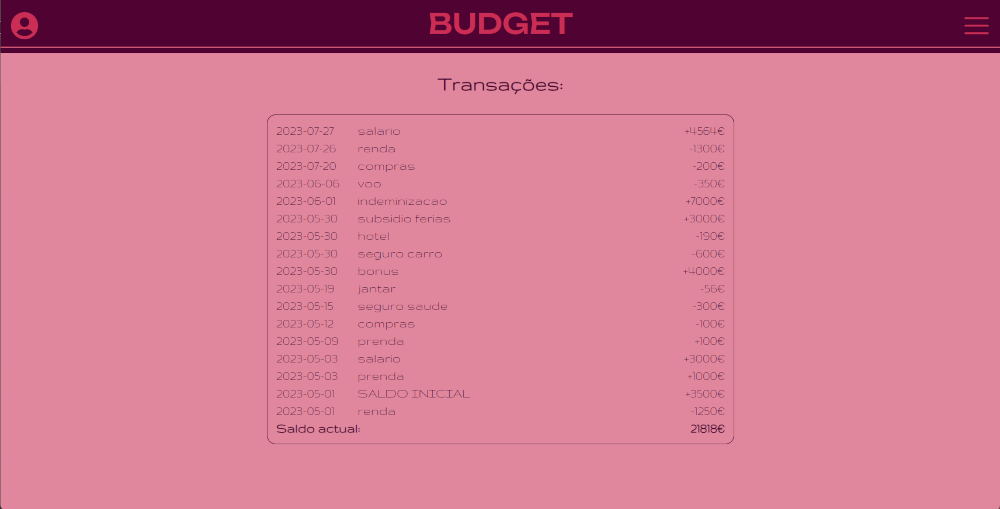 BUDGET
Transações:
2023-07-27 salario +4564€
2023-07-26 renda -1300€
2023-07-20 compras -200€
2023-06-06 voo -350€
2023-06-01 indeminizacao +7000€
2023-05-30 subsidio ferias +3000€
2023-05-30 hotel -190€
2023-05-30 seguro carro -600€
2023-05-30 bonus +4000€
2023-05-19 jantar -56€
2023-05-15 seguro saude -300€
2023-05-12 compras -100€
2023-05-09 prenda +100€
2023-05-03 salario +3000€
2023-05-03 prenda +1000€
2023-05-01 SALDO INICIAL +3500€
2023-05-01 renda -1250€
Saldo actual: 21818€